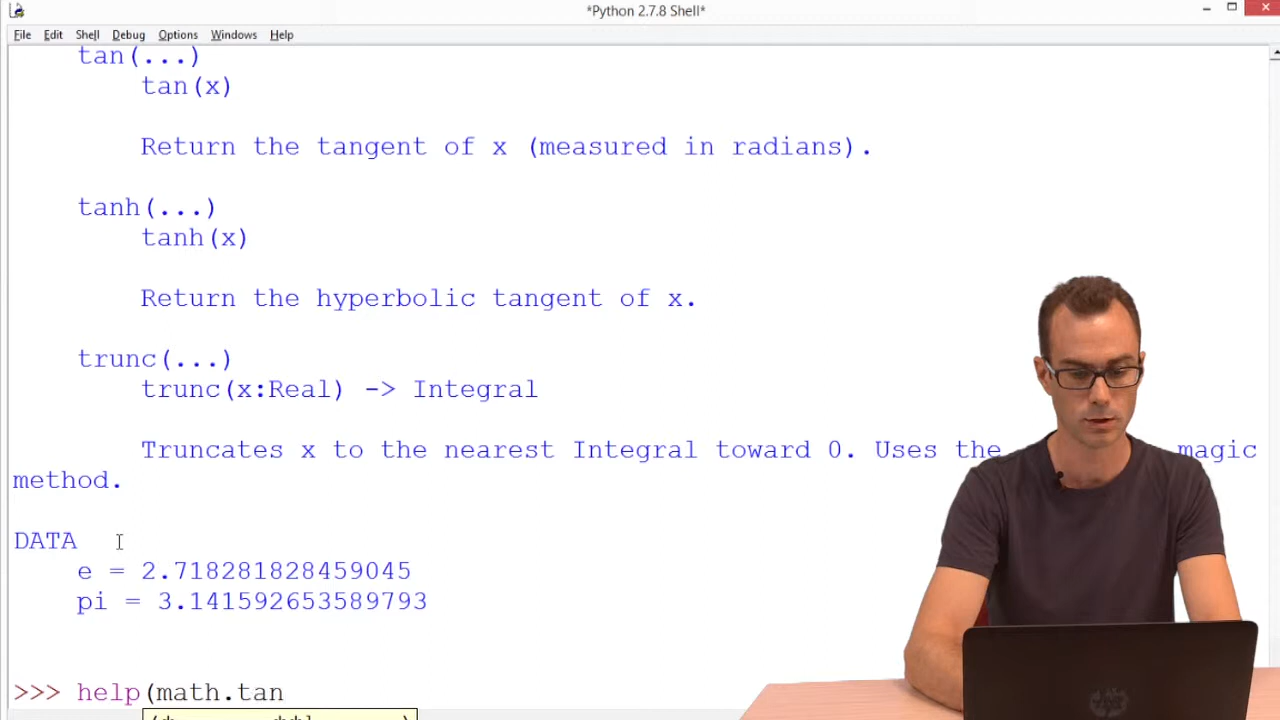 *Python 2.7.8 Shell*
File Edit Shell Debug Options Windows Help
tan(...)
tan(x)
Return the tangent of x (measured in radians).
tanh(...)
tanh(x)
Return the hyperbolic tangent of x.
trunc(...)
trunc(x:Real) -> Integral
Truncates x to the nearest Integral toward 0. Uses the magic
method.
DATA
e = 2.718281828459045
pi = 3.141592653589793
>>> help(math.tan